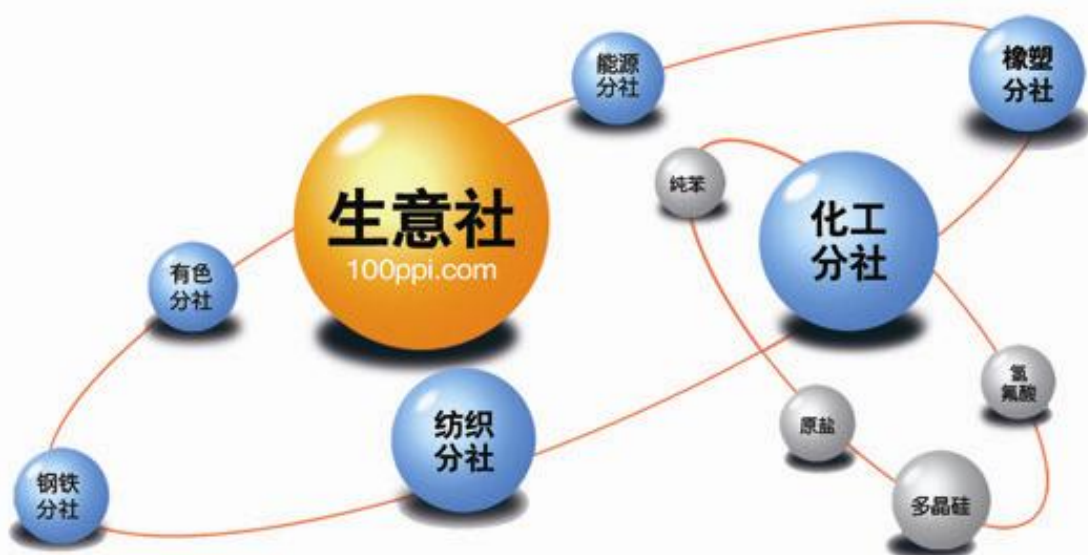 能源
分社
橡塑
分社
纯苯
化工
分社
生意社
100ppi.com
有色
分社
氢
氟酸
纺织
分社
原盐
钢铁
分社
多晶硅